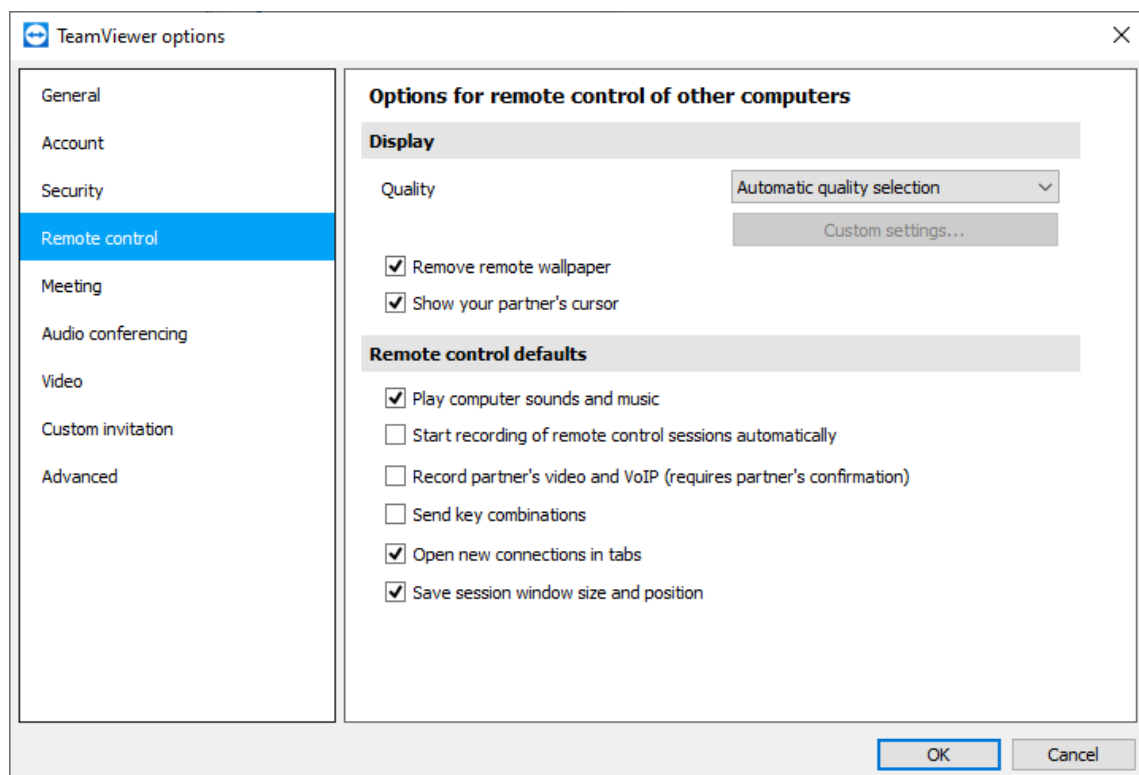 TeamViewer options
General
Account
Security
Remote control
Meeting
Audio conferencing
Video
Custom invitation
Advanced
Options for remote control of other computers
Display
Quality
Automatic quality selection
Custom settings...
Remove remote wallpaper
Show your partner's cursor
Remote control defaults
Play computer sounds and music
Start recording of remote control sessions automatically
Record partner's video and VoIP (requires partner's confirmation)
Send key combinations
Open new connections in tabs
Save session window size and position
OK
Cancel